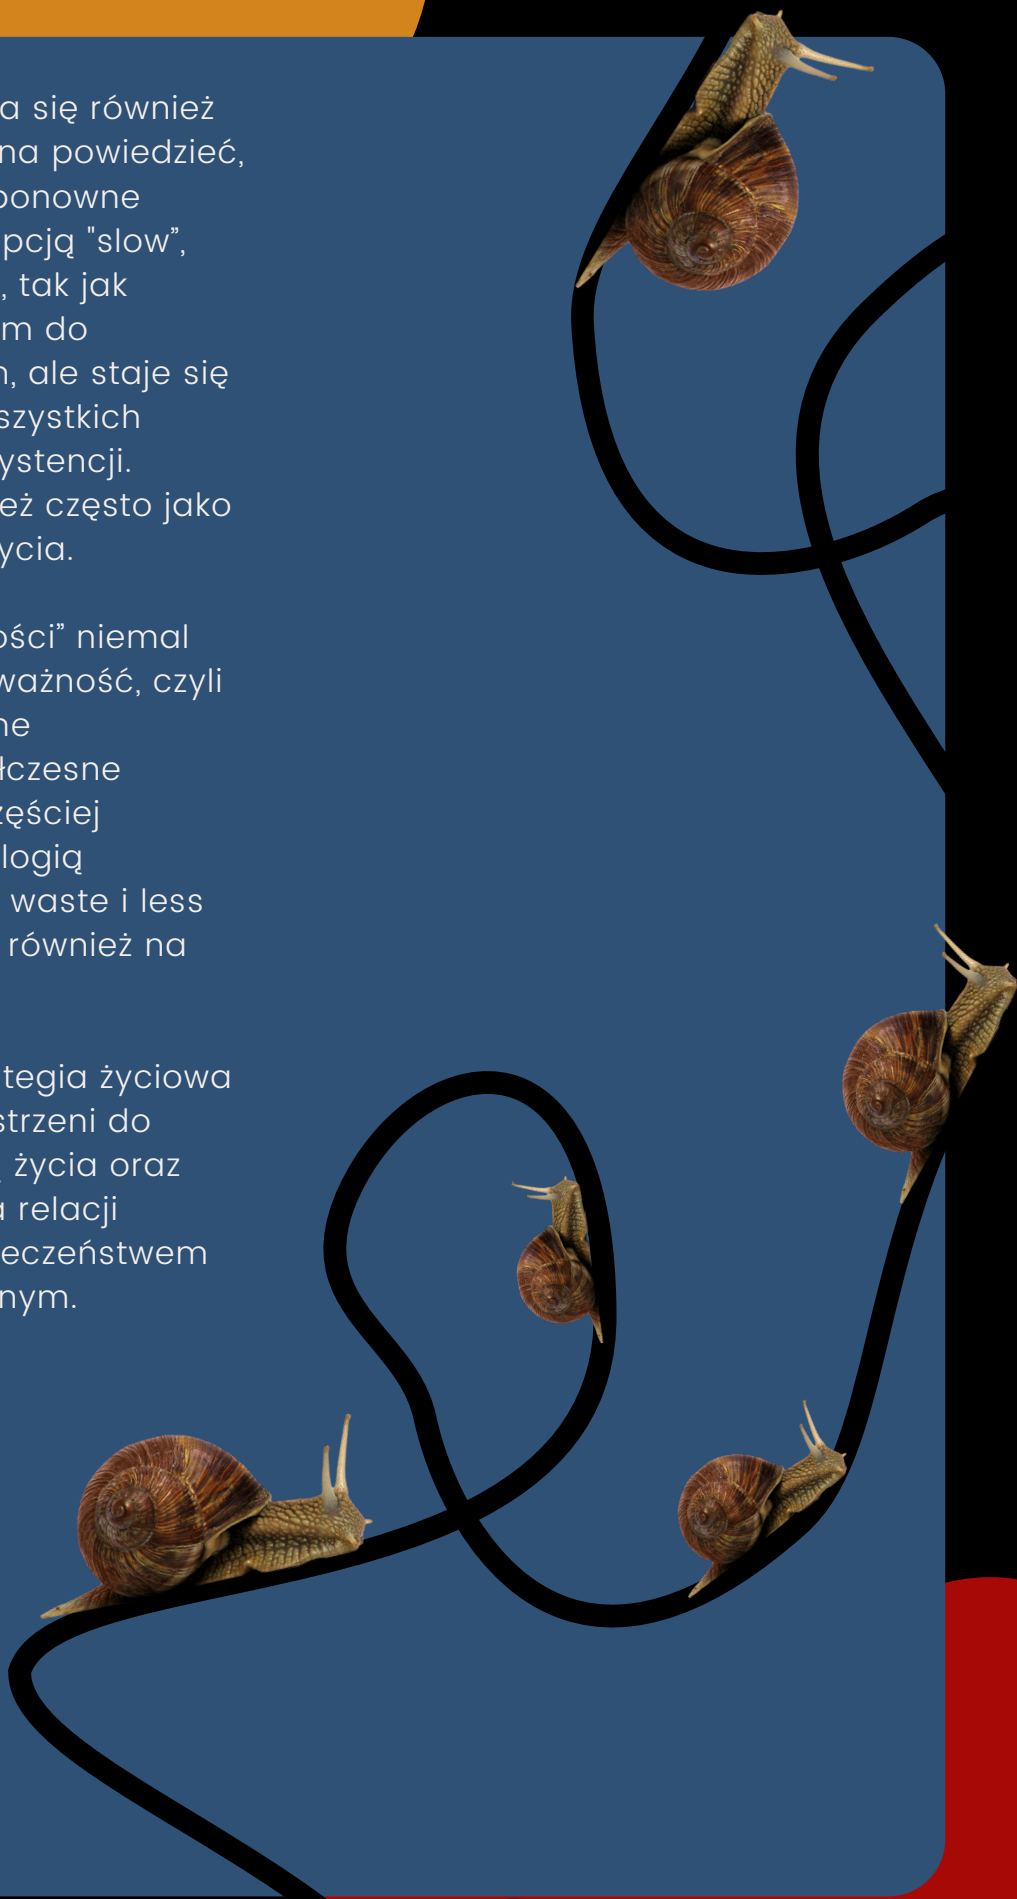 a się również
na powiedzieć,
ponowne
pcją "slow”,
, tak jak
m do
, ale staje się
szystkich
ystencji.
eż często jako
ycia.
ości” niemal
ważność, czyli
ne
łczesne
zęściej
logią
waste i less
również na
tegia życiowa
strzeni do
życia oraz
relacji
eczeństwem
nym.